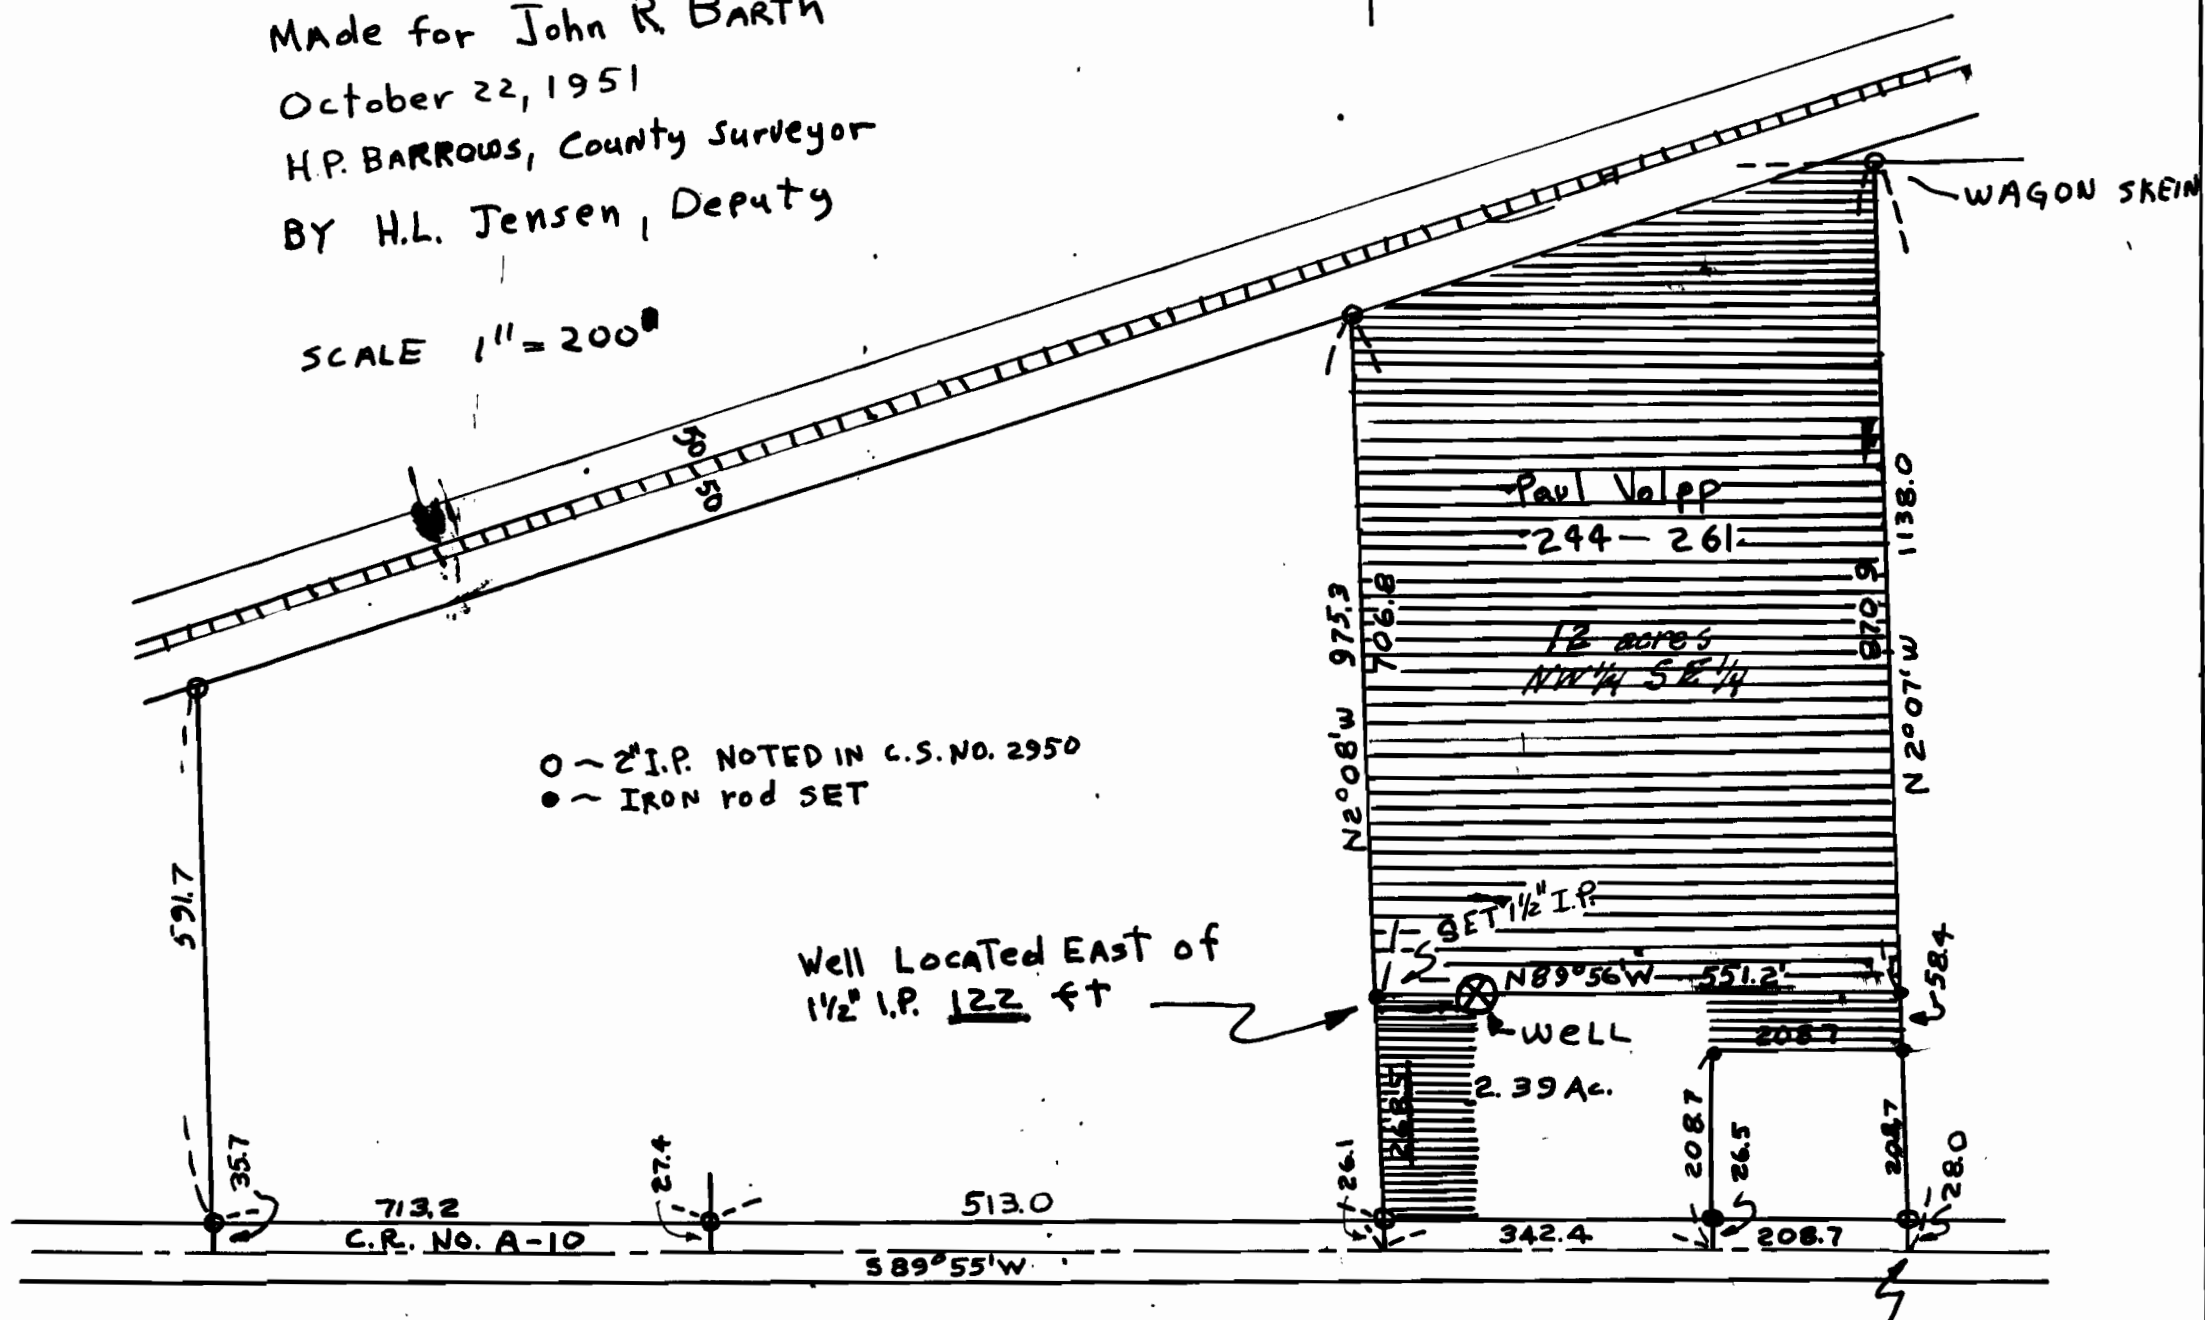 Made for John R. BARTH
October 22, 1951
H.P. BARROWS, County Surveyor
BY H.L. Jensen, Deputy
SCALE 1" = 200'
WAGON SKEIN
50
50
Paul Volpp
244 - 261
12 acres
NW¼ SE¼
975.3
706.8
N2°08'W
1138.0
870.9
N2°07'W
O ~ 2" I.P. NOTED IN C.S. NO. 2950
● ~ IRON rod SET
591.7
SET 1½" I.P.
N89°56'W 551.2'
58.4
Well Located EAST of
1½" I.P. 122 ft
WELL
208.7
2.39 Ac.
268.5
208.7
26.5
208.7
28.0
35.7
27.4
26.1
713.2
513.0
342.4
208.7
C.R. NO. A-10
S89°55'W